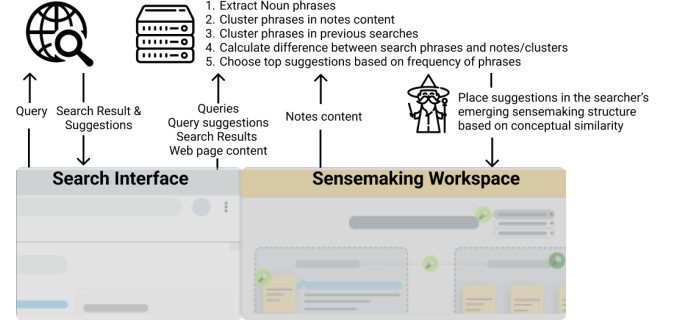 1. Extract Noun phrases
2. Cluster phrases in notes content
3. Cluster phrases in previous searches
4. Calculate difference between search phrases and notes/clusters
5. Choose top suggestions based on frequency of phrases
Query
Search Result &
Suggestions
Queries
Query suggestions
Search Results
Web page content
Notes content
Place suggestions in the searcher's
emerging sensemaking structure
based on conceptual similarity
Search Interface
Sensemaking Workspace